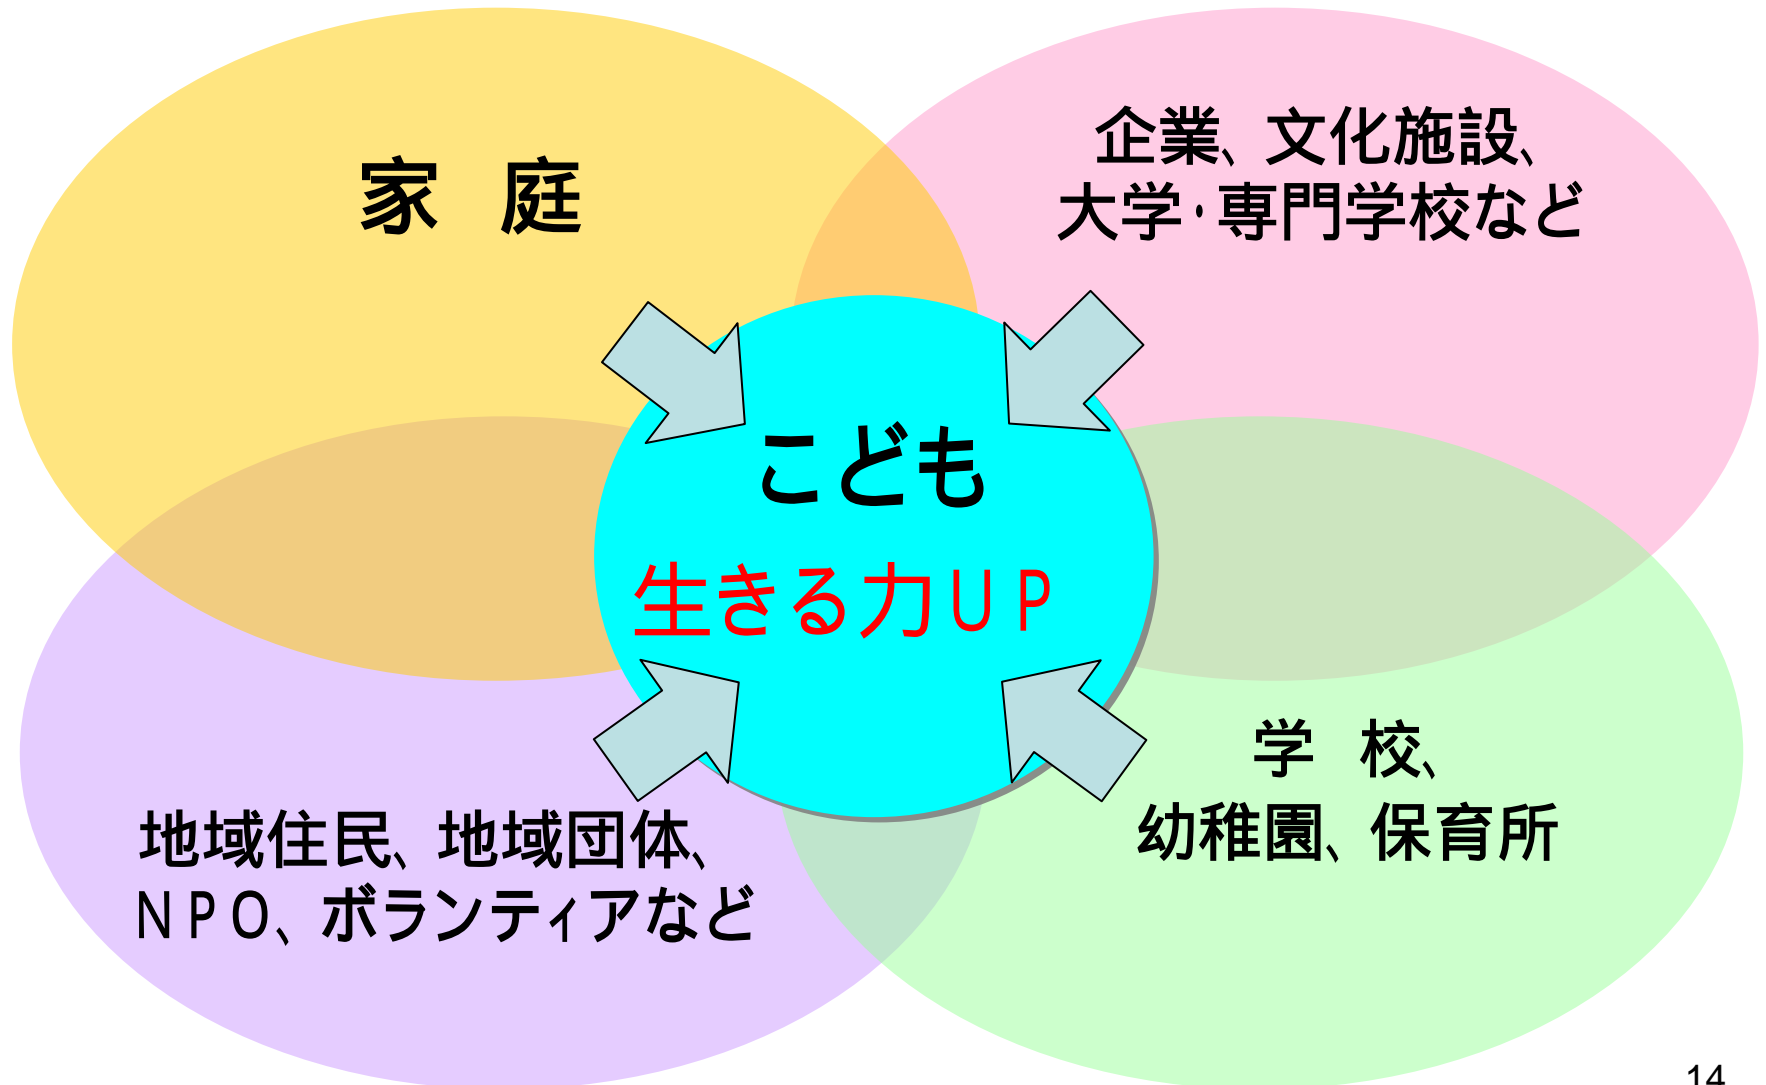 家 庭
企業、文化施設、
大学・専門学校など
こども
生きる力ＵＰ
学 校、
幼稚園、保育所
地域住民、地域団体、
ＮＰＯ、ボランティアなど
14